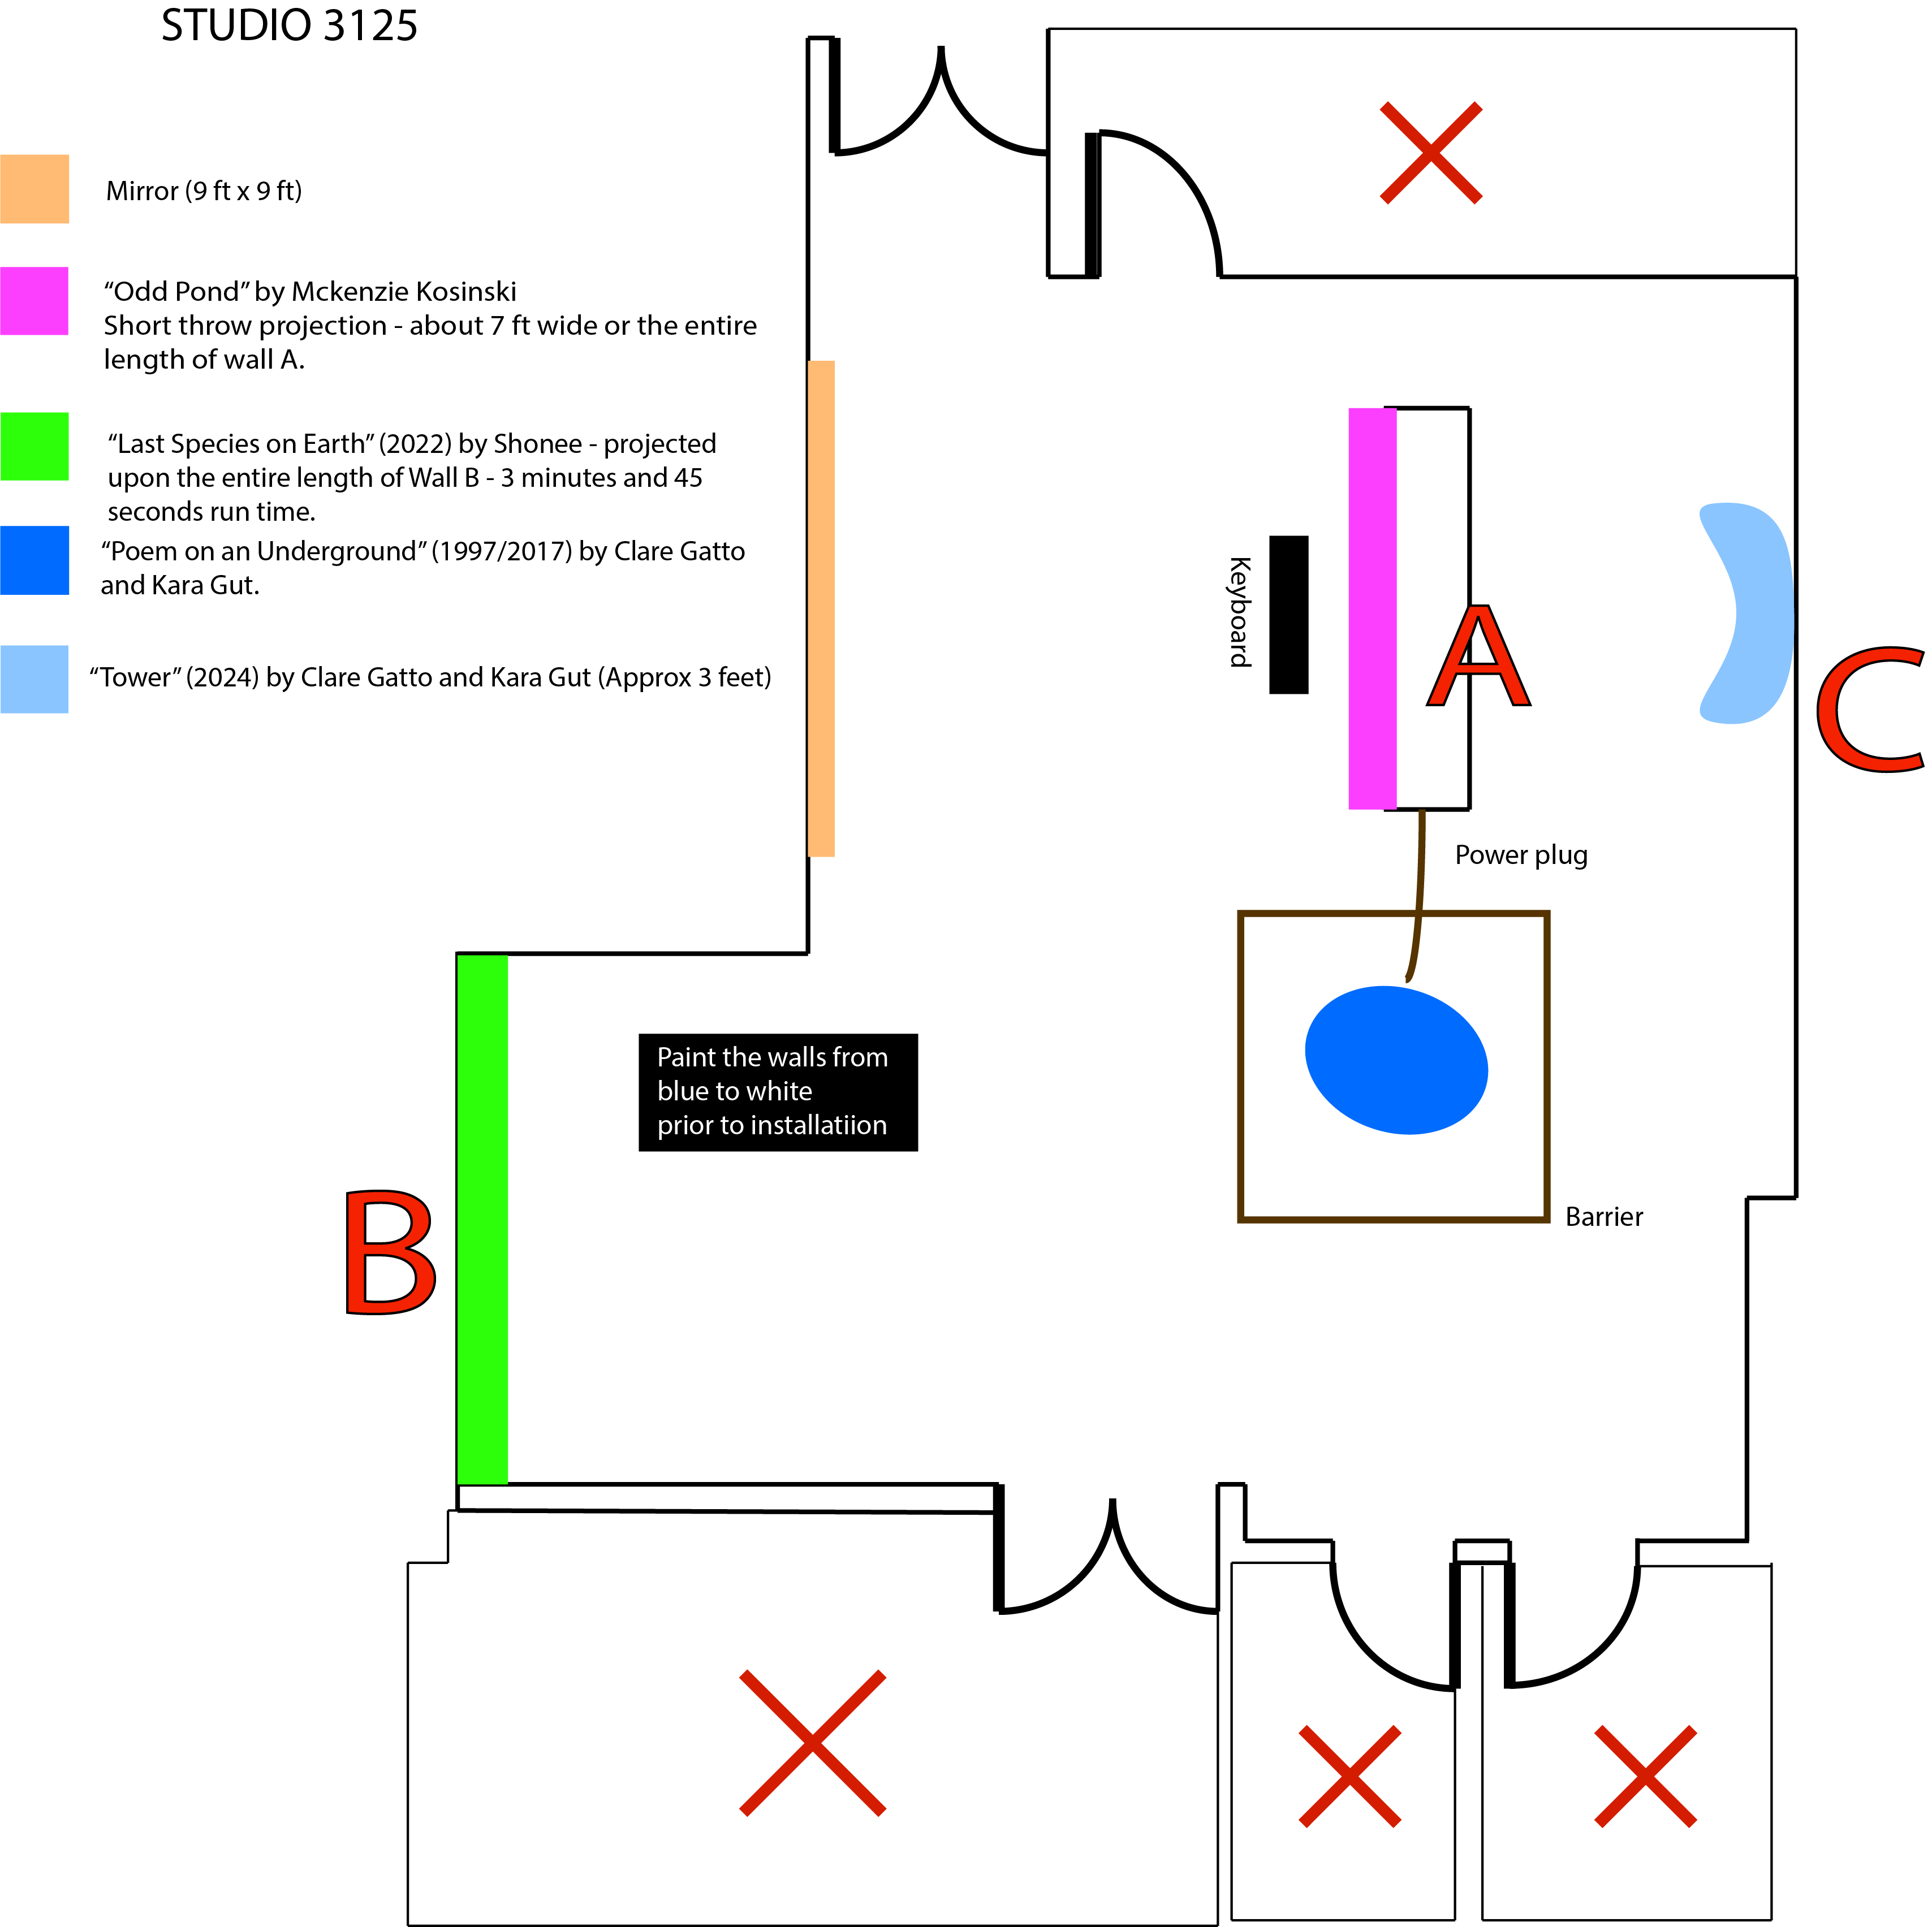 STUDIO 3125
Mirror (9 ft x 9 ft)
“Odd Pond” by Mckenzie Kosinski
Short throw projection - about 7 ft wide or the entire
length of wall A.
“Last Species on Earth” (2022) by Shonee - projected
upon the entire length of Wall B - 3 minutes and 45
seconds run time.
“Poem on an Underground” (1997/2017) by Clare Gatto
and Kara Gut.
“Tower” (2024) by Clare Gatto and Kara Gut (Approx 3 feet)
Keyboard
A
C
Power plug
Paint the walls from
blue to white
prior to installatiion
B
Barrier